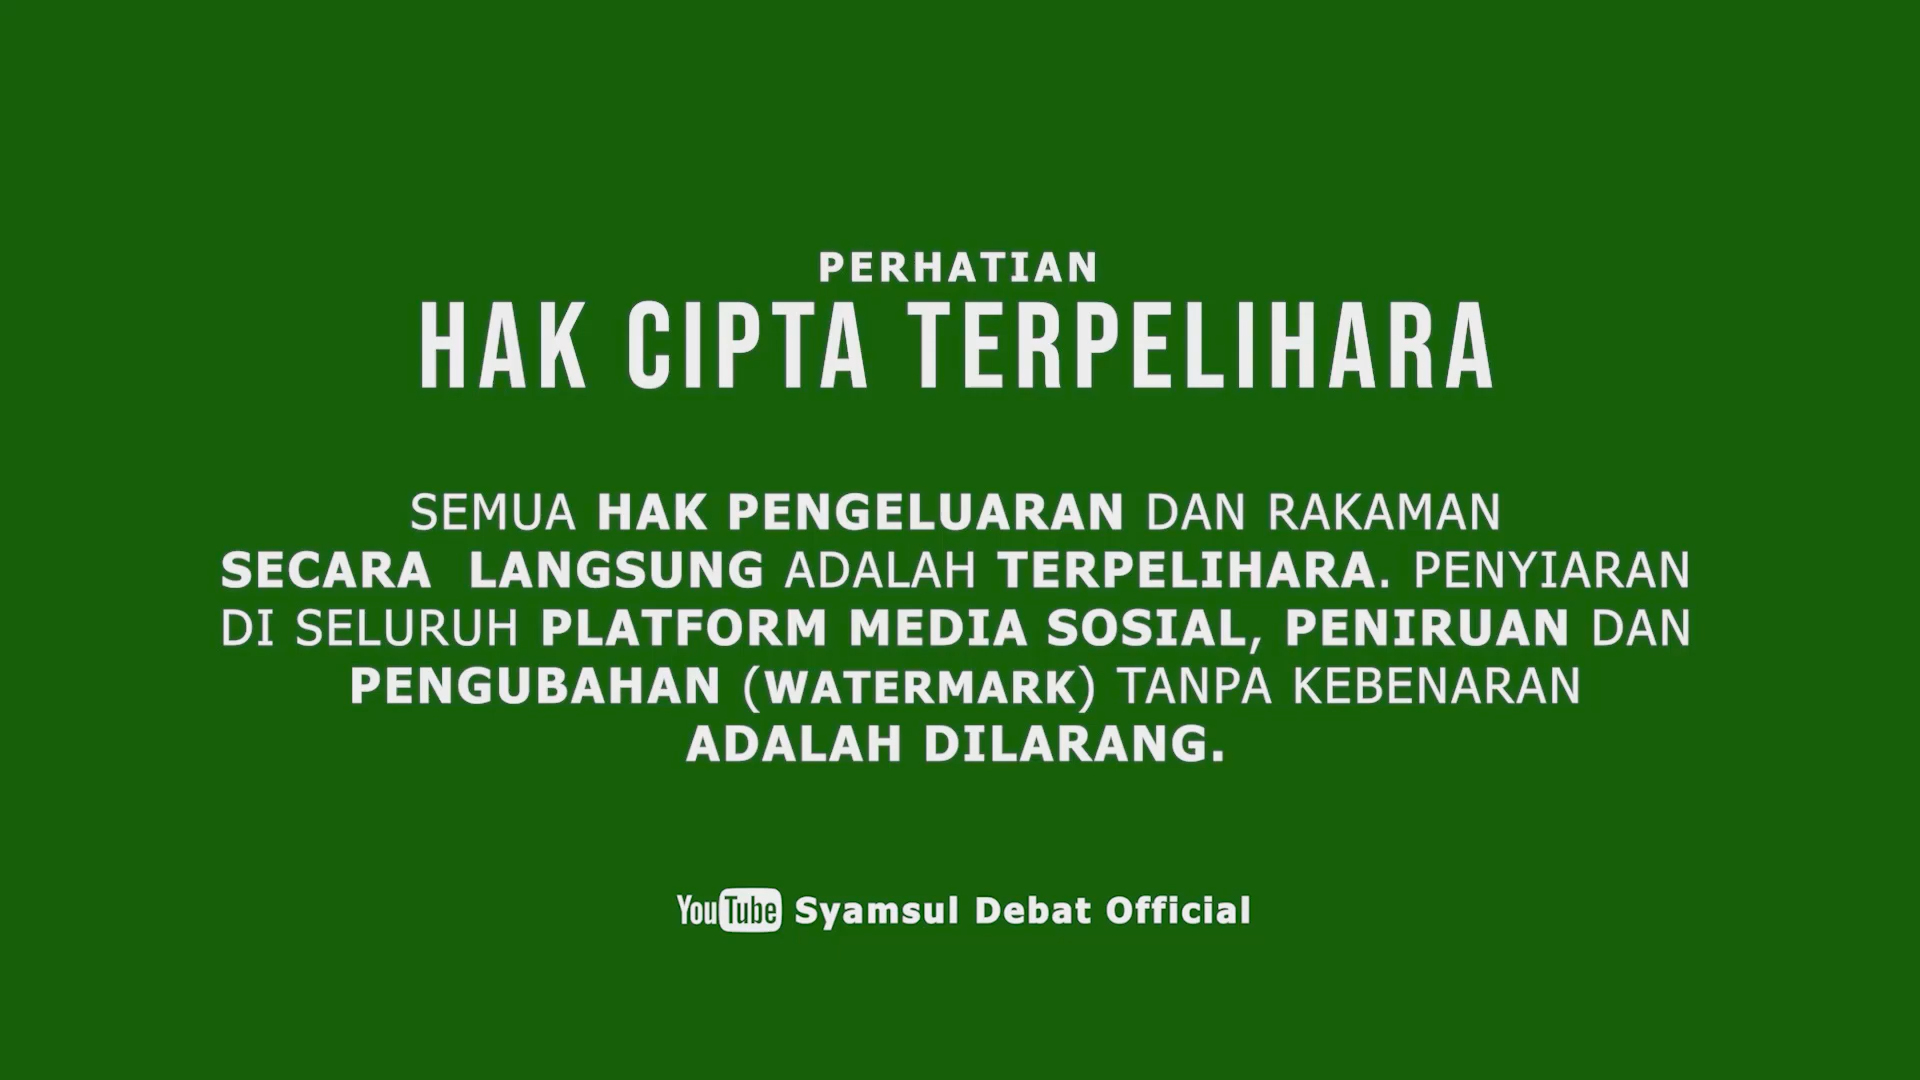 PERHATIAN
HAK CIPTA TERPELIHARA
SEMUA HAK PENGELUARAN DAN RAKAMAN
SECARA LANGSUNG ADALAH TERPELIHARA. PENYIARAN
DI SELURUH PLATFORM MEDIA SOSIAL, PENIRUAN DAN
PENGUBAHAN (WATERMARK) TANPA KEBENARAN
ADALAH DILARANG.
YouTube Syamsul Debat Official